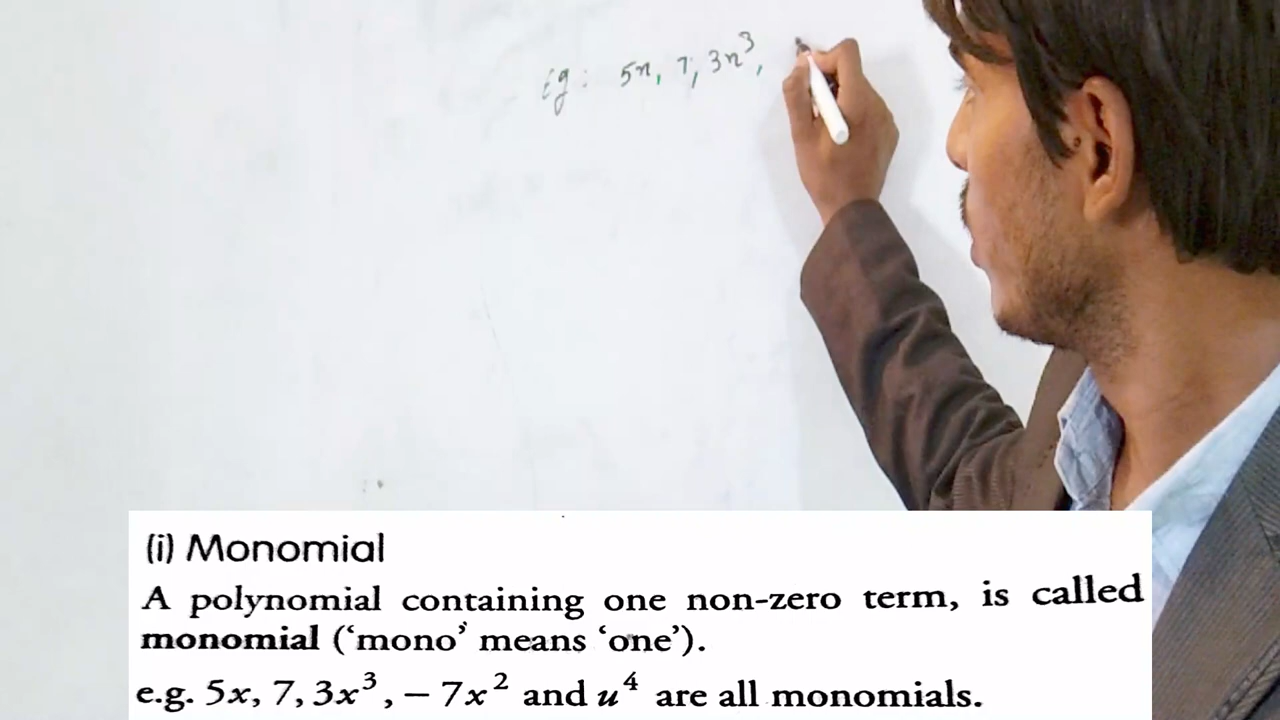 eg: 5x, 7, 3x³,
(i) Monomial
A polynomial containing one non-zero term, is called
monomial (‘mono’ means ‘one’).
e.g. 5x, 7, 3x³, – 7x² and u⁴ are all monomials.